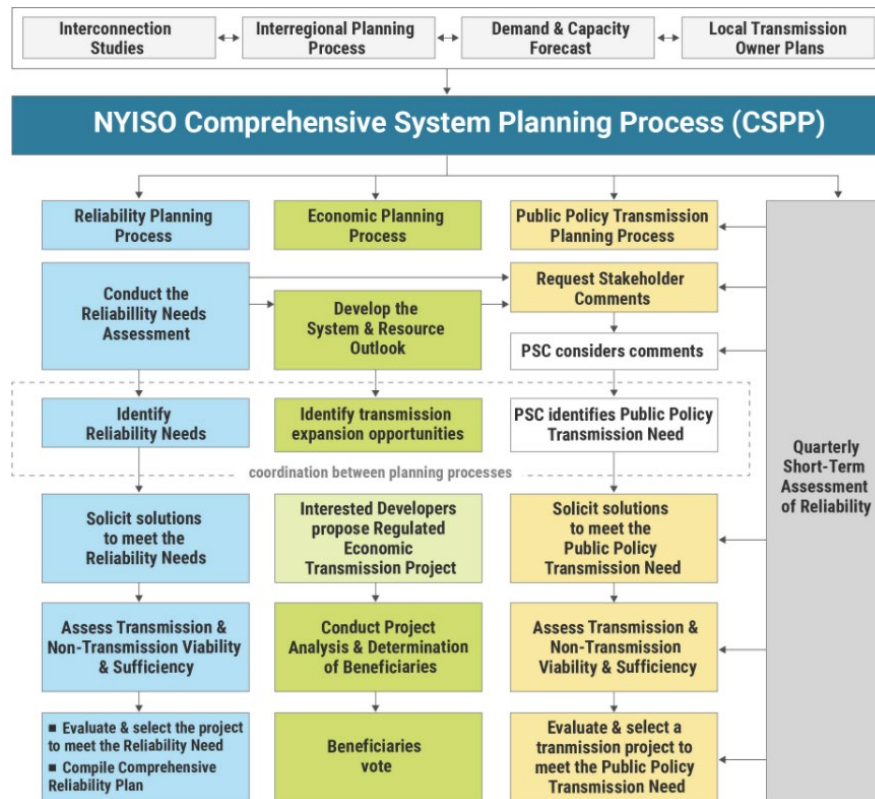 Interconnection
Studies
Interregional Planning
Process
Demand & Capacity
Forecast
Local Transmission
Owner Plans
NYISO Comprehensive System Planning Process (CSPP)
Reliability Planning
Process
Economic Planning
Process
Public Policy Transmission
Planning Process
Conduct the
Reliabillity Needs
Assessment
Develop the
System & Resource
Outlook
Request Stakeholder
Comments
PSC considers comments
Identify
Reliability Needs
Identify transmission
expansion opportunities
PSC identifies Public Policy
Transmission Need
coordination between planning processes
Quarterly
Short-Term
Assessment
of Reliability
Solicit solutions
to meet the
Reliability Needs
Interested Developers
propose Regulated
Economic
Transmission Project
Solicit solutions
to meet the
Public Policy
Transmission Need
Assess Transmission &
Non-Transmission Viability
& Sufficiency
Conduct Project
Analysis & Determination
of Beneficiaries
Assess Transmission &
Non-Transmission
Viability & Sufficiency
■ Evaluate & select the project
to meet the Reliability Need
■ Compile Comprehensive
Reliability Plan
Beneficiaries
vote
Evaluate & select a
tranmission project to
meet the Public Policy
Transmission Need